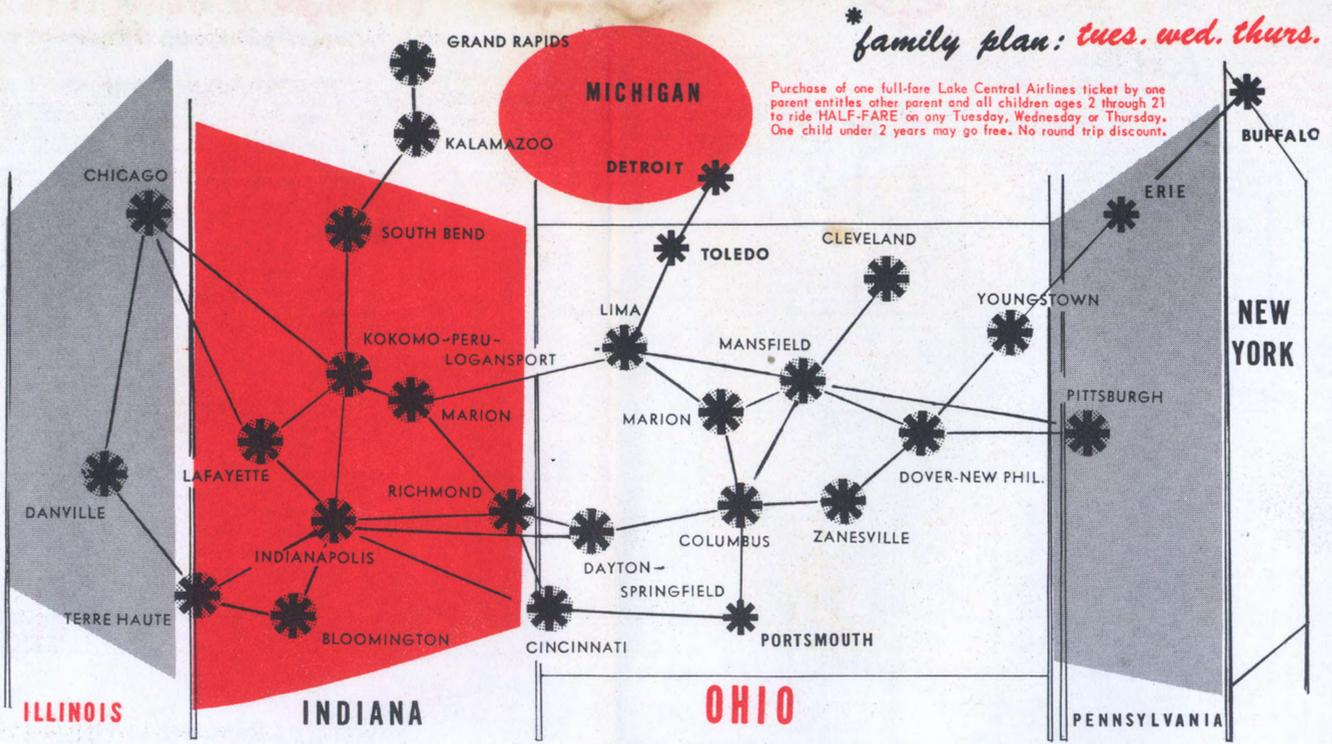 *family plan: tues. wed. thurs.
Purchase of one full-fare Lake Central Airlines ticket by one
parent entitles other parent and all children ages 2 through 21
to ride HALF-FARE on any Tuesday, Wednesday or Thursday.
One child under 2 years may go free. No round trip discount.
GRAND RAPIDS
MICHIGAN
KALAMAZOO
BUFFALO
DETROIT
CHICAGO
ERIE
SOUTH BEND
CLEVELAND
TOLEDO
YOUNGSTOWN
LIMA
NEW
YORK
KOKOMO-PERU-
LOGANSPORT
MANSFIELD
PITTSBURGH
MARION
MARION
LAFAYETTE
DOVER-NEW PHIL.
RICHMOND
DANVILLE
COLUMBUS
ZANESVILLE
INDIANAPOLIS
DAYTON-
SPRINGFIELD
TERRE HAUTE
BLOOMINGTON
CINCINNATI
PORTSMOUTH
ILLINOIS
INDIANA
OHIO
PENNSYLVANIA